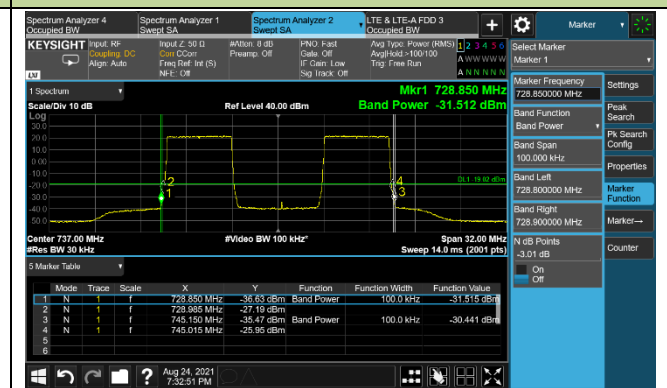 Spectrum Analyzer 4
Occupied BW
Spectrum Analyzer 1
Swept SA
Spectrum Analyzer 2
Swept SA
LTE & LTE-A FDD 3
Occupied BW
+
Marker
KEYSIGHT
Input: RF
Coupling: DC
Align: Auto
Input Z: 50 Ω
Corr CCorr
Freq Ref: Int (S)
NFE: Off
#Atten: 8 dB
Preamp: Off
PNO: Fast
Gate: Off
IF Gain: Low
Sig Track: Off
Avg Type: Power (RMS)
Avg|Hold:>100/100
Trig: Free Run
1 2 3 4 5 6
A W W W W W
A N N N N N
LXI
1 Spectrum
Scale/Div 10 dB
Log
Ref Level 40.00 dBm
Mkr1 728.850 MHz
Band Power -31.512 dBm
30.0
20.0
10.0
0.00
-10.0
-20.0
-30.0
-40.0
-50.0
2
1
4
3
DL1 -19.02 dBm
Center 737.00 MHz
#Res BW 30 kHz
#Video BW 100 kHz*
Span 32.00 MHz
Sweep 14.0 ms (2001 pts)
5 Marker Table
Mode Trace Scale X Y Function Function Width Function Value
1 N 1 f 728.850 MHz -36.63 dBm Band Power 100.0 kHz -31.515 dBm
2 N 1 f 728.985 MHz -27.19 dBm
3 N 1 f 745.150 MHz -35.47 dBm Band Power 100.0 kHz -30.441 dBm
4 N 1 f 745.015 MHz -25.95 dBm
5
6
Aug 24, 2021
7:32:51 PM
?
Select Marker
Marker 1
Marker Frequency
728.850000 MHz
Band Function
Band Power
Band Span
100.000 kHz
Band Left
728.800000 MHz
Band Right
728.900000 MHz
N dB Points
-3.01 dB
On
Off
Settings
Peak
Search
Pk Search
Config
Properties
Marker
Function
Marker→
Counter